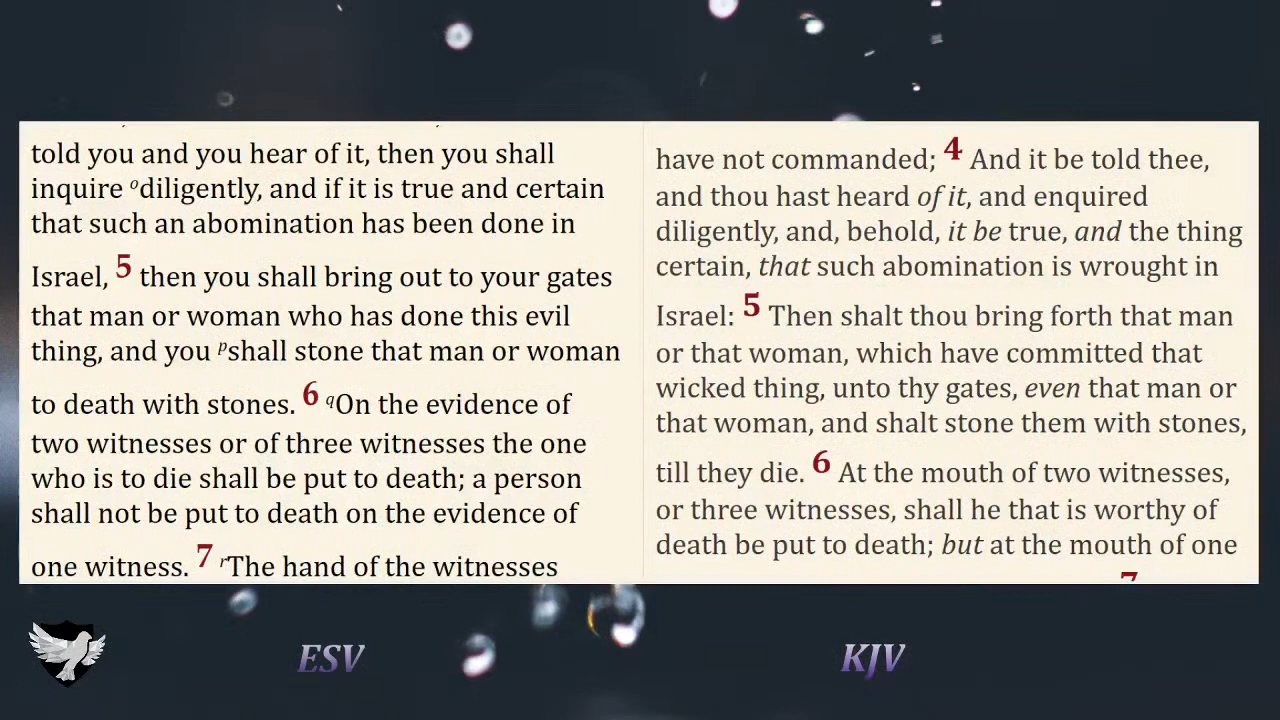 told you and you hear of it, then you shall
inquire ᵒdiligently, and if it is true and certain
that such an abomination has been done in
Israel, 5 then you shall bring out to your gates
that man or woman who has done this evil
thing, and you ᵖshall stone that man or woman
to death with stones. 6 qOn the evidence of
two witnesses or of three witnesses the one
who is to die shall be put to death; a person
shall not be put to death on the evidence of
one witness. 7 ʳThe hand of the witnesses
have not commanded; 4 And it be told thee,
and thou hast heard of it, and enquired
diligently, and, behold, it be true, and the thing
certain, that such abomination is wrought in
Israel: 5 Then shalt thou bring forth that man
or that woman, which have committed that
wicked thing, unto thy gates, even that man or
that woman, and shalt stone them with stones,
till they die. 6 At the mouth of two witnesses,
or three witnesses, shall he that is worthy of
death be put to death; but at the mouth of one
7
ESV
KJV